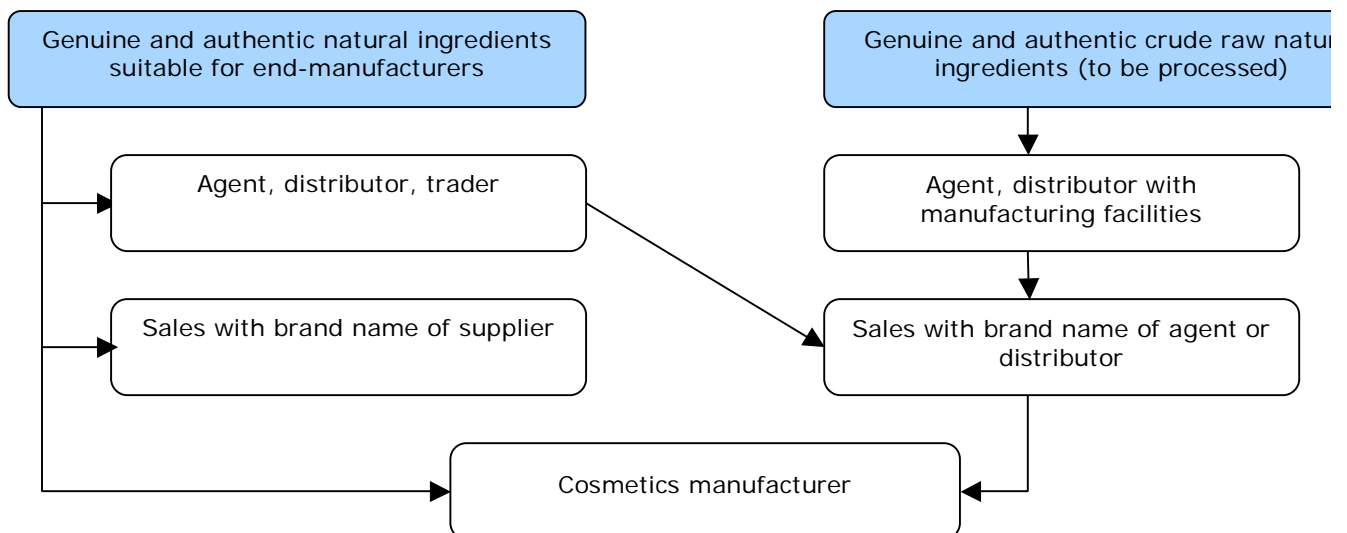 Genuine and authentic natural ingredients
suitable for end-manufacturers
Genuine and authentic crude raw
ingredients (to be processed)
Agent, distributor, trader
Agent, distributor with
manufacturing facilities
Sales with brand name of supplier
Sales with brand name of agent or
distributor
Cosmetics manufacturer